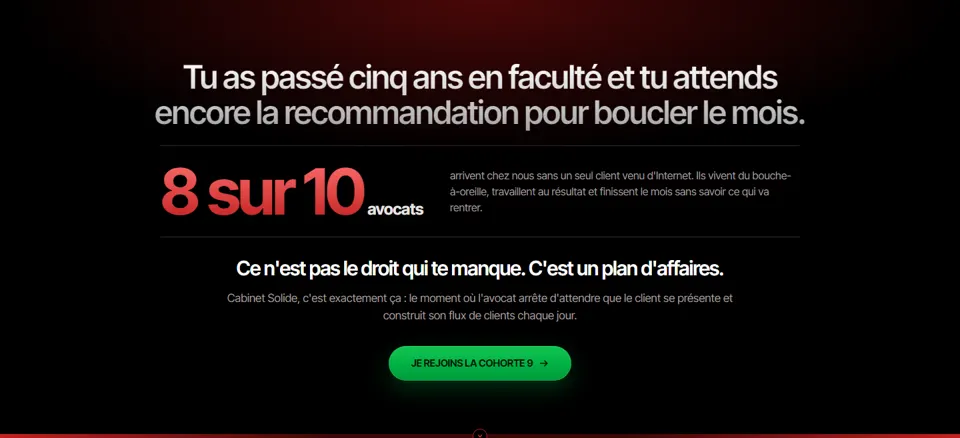 Tu as passé cinq ans en faculté et tu attends
encore la recommandation pour boucler le mois.
8 sur 10 avocats
arrivent chez nous sans un seul client venu d'Internet. Ils vivent du bouche-
à-oreille, travaillent au résultat et finissent le mois sans savoir ce qui va
rentrer.
Ce n'est pas le droit qui te manque. C'est un plan d'affaires.
Cabinet Solide, c'est exactement ça : le moment où l'avocat arrête d'attendre que le client se présente et
construit son flux de clients chaque jour.
JE REJOINS LA COHORTE 9 →